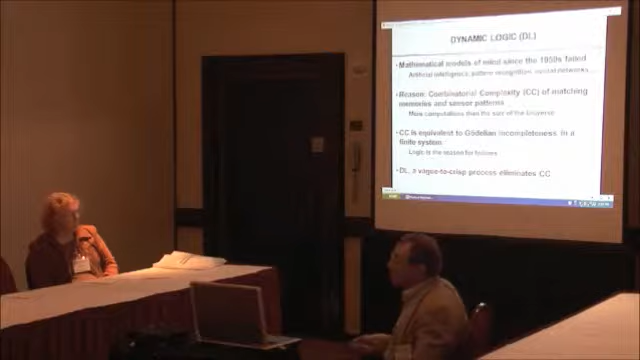 DYNAMIC LOGIC (DL)
Mathematical models of mind since the 1950s failed
Artificial intelligence, pattern recognition, neural networks
Reason: Combinatorial Complexity (CC) of matching
memories and sensor patterns
More computations than the size of the Universe
CC is equivalent to Gödelian incompleteness in a
finite system
Logic is the reason for failures
DL, a vague-to-crisp process eliminates CC